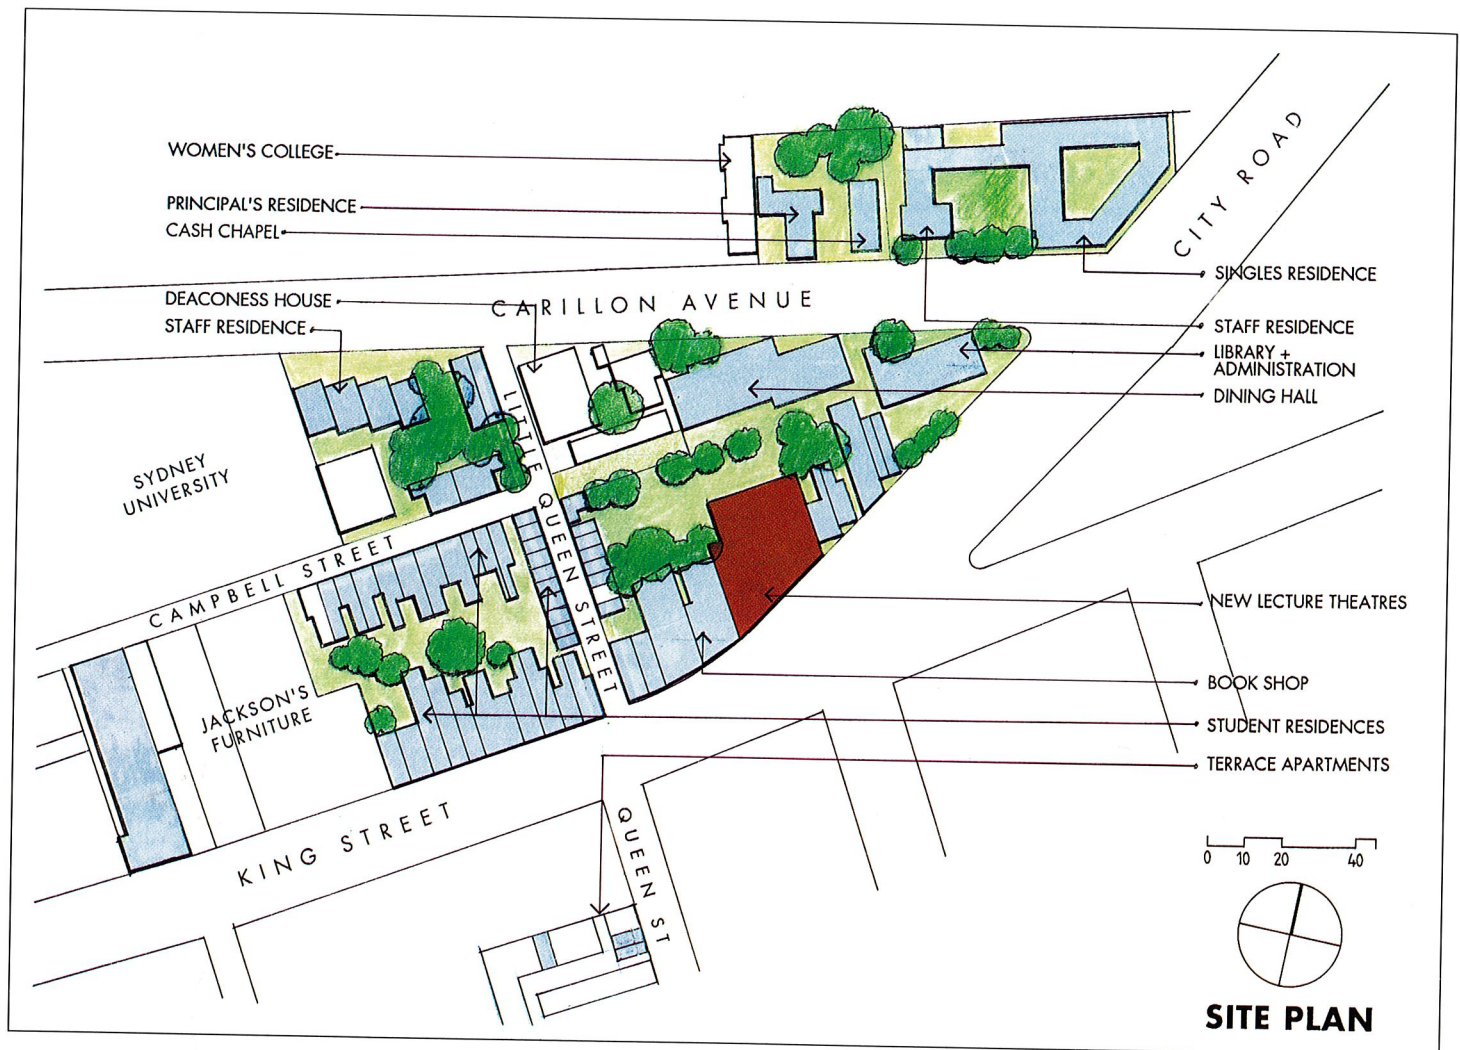 WOMEN'S COLLEGE
PRINCIPAL'S RESIDENCE
CASH CHAPEL
DEACONESS HOUSE
STAFF RESIDENCE
CARILLON AVENUE
CITY ROAD
SINGLES RESIDENCE
STAFF RESIDENCE
LIBRARY +
ADMINISTRATION
DINING HALL
SYDNEY
UNIVERSITY
LITTLE QUEEN STREET
CAMPBELL STREET
NEW LECTURE THEATRES
BOOK SHOP
STUDENT RESIDENCES
TERRACE APARTMENTS
JACKSON'S
FURNITURE
KING STREET
QUEEN ST
0 10 20 40
SITE PLAN